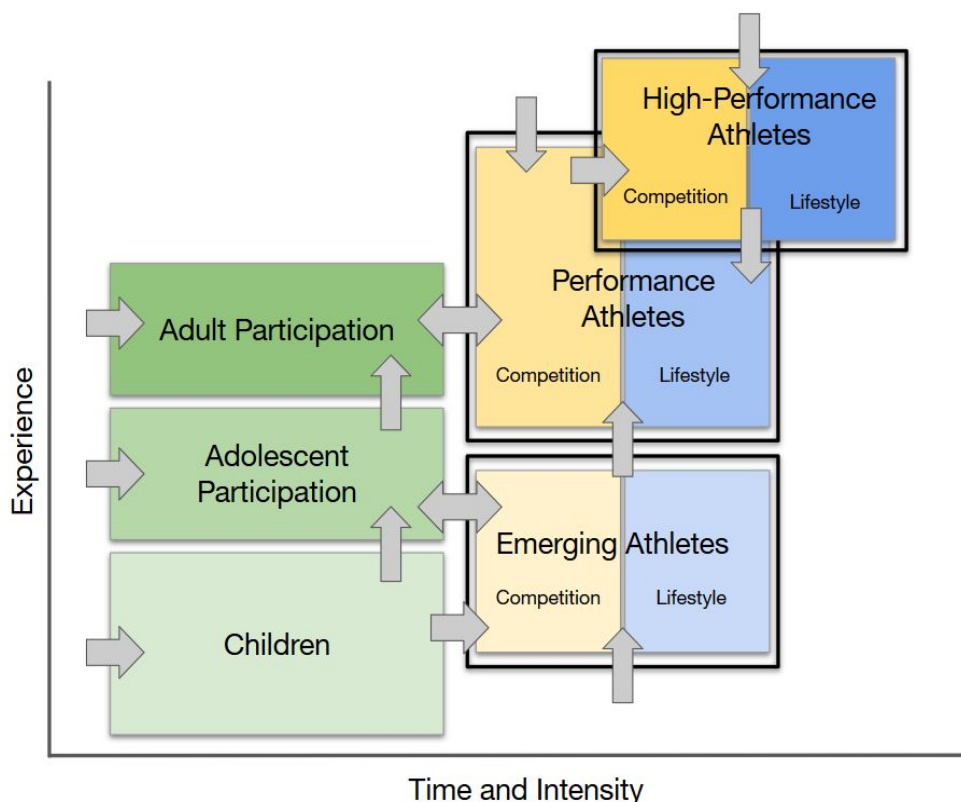 High-Performance
Athletes
Competition
Lifestyle
Performance
Athletes
Competition
Lifestyle
Adult Participation
Adolescent
Participation
Emerging Athletes
Competition
Lifestyle
Children
Experience
Time and Intensity